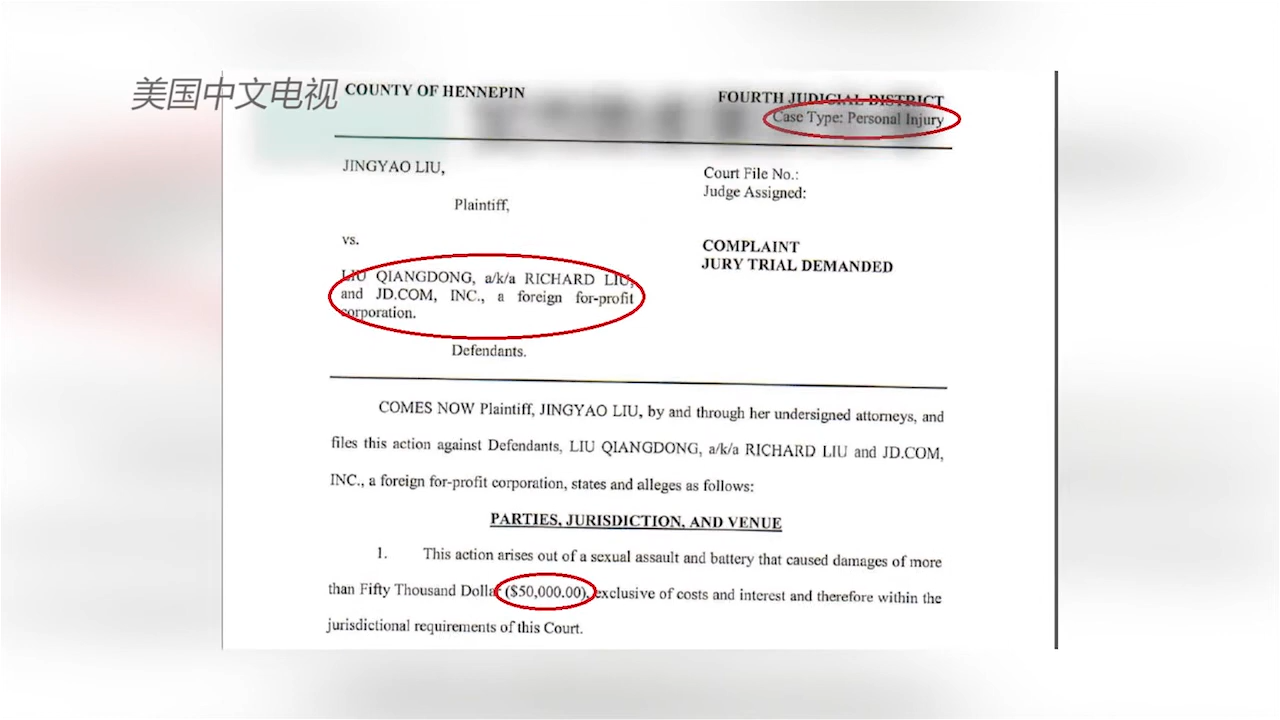 美国中文电视
COUNTY OF HENNEPIN
FOURTH JUDICIAL DISTRICT
Case Type: Personal Injury
JINGYAO LIU,
Court File No.:
Judge Assigned:
Plaintiff,
vs.
COMPLAINT
JURY TRIAL DEMANDED
LIU QIANGDONG, a/k/a RICHARD LIU,
and JD.COM, INC., a foreign for-profit
corporation.
Defendants.
COMES NOW Plaintiff, JINGYAO LIU, by and through her undersigned attorneys, and
files this action against Defendants, LIU QIANGDONG, a/k/a RICHARD LIU and JD.COM,
INC., a foreign for-profit corporation, states and alleges as follows:
PARTIES, JURISDICTION, AND VENUE
1. This action arises out of a sexual assault and battery that caused damages of more
than Fifty Thousand Dollar ($50,000.00), exclusive of costs and interest and therefore within the
jurisdictional requirements of this Court.